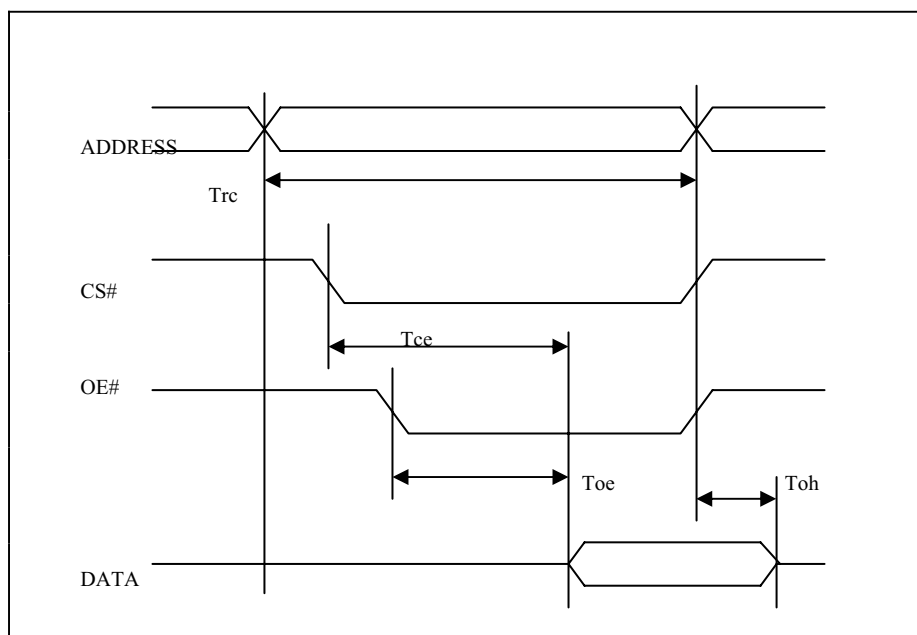 ADDRESS
Trc
CS#
Tce
OE#
Toe
Toh
DATA